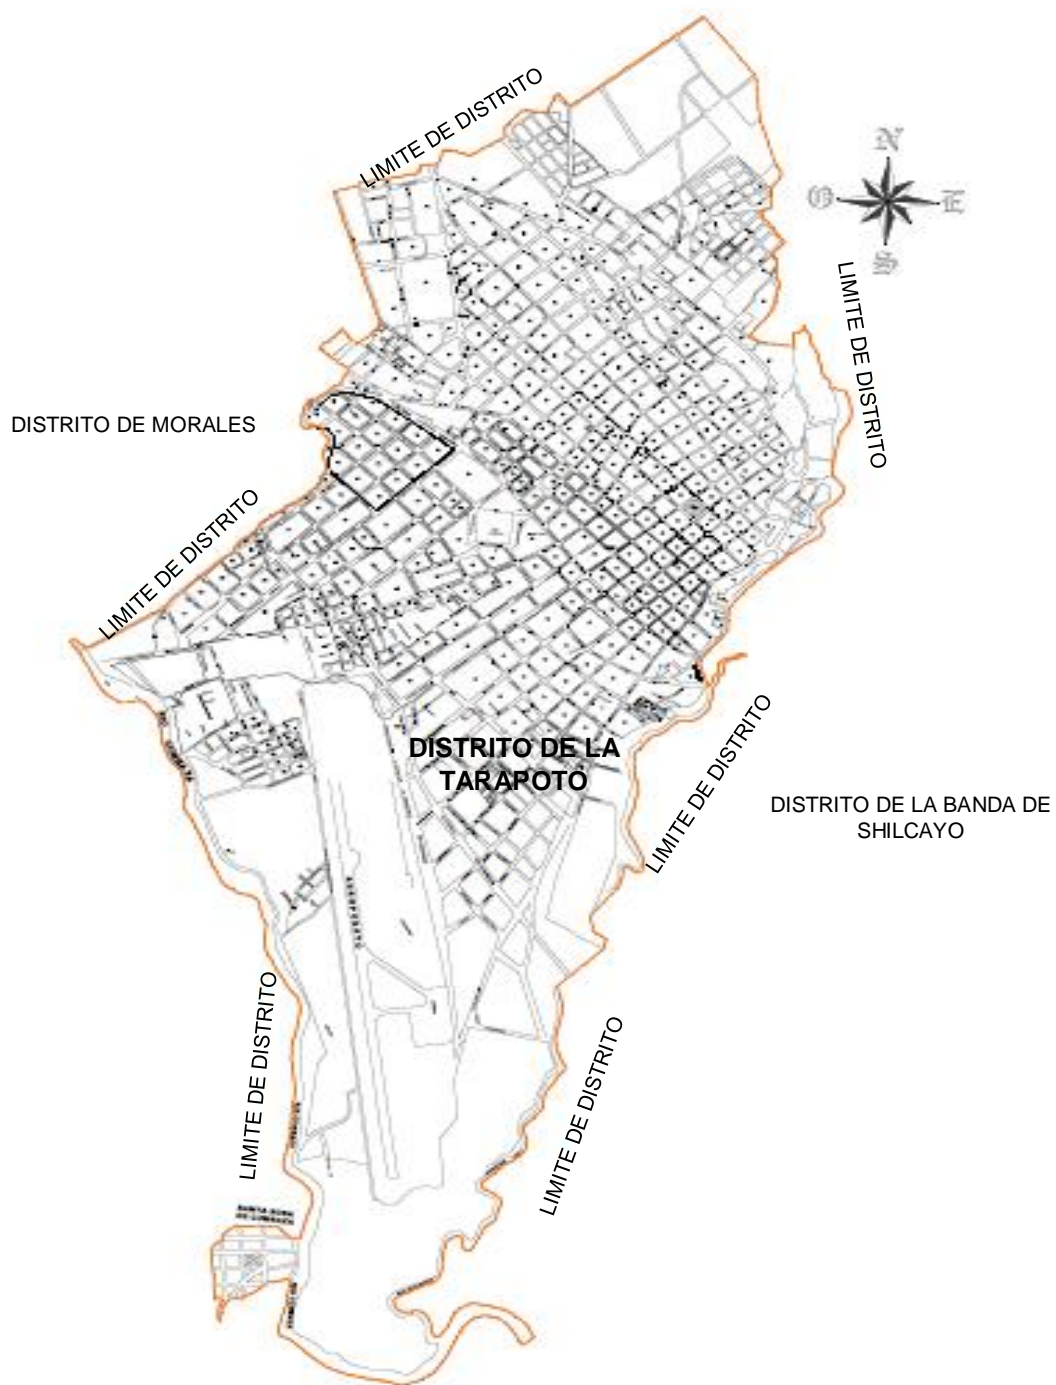 LIMITE DE DISTRITO
N
O
E
S
LIMITE DE DISTRITO
DISTRITO DE MORALES
LIMITE DE DISTRITO
DISTRITO DE LA
TARAPOTO
LIMITE DE DISTRITO
DISTRITO DE LA BANDA DE
SHILCAYO
AEROPUERTO
LIMITE DE DISTRITO
LIMITE DE DISTRITO